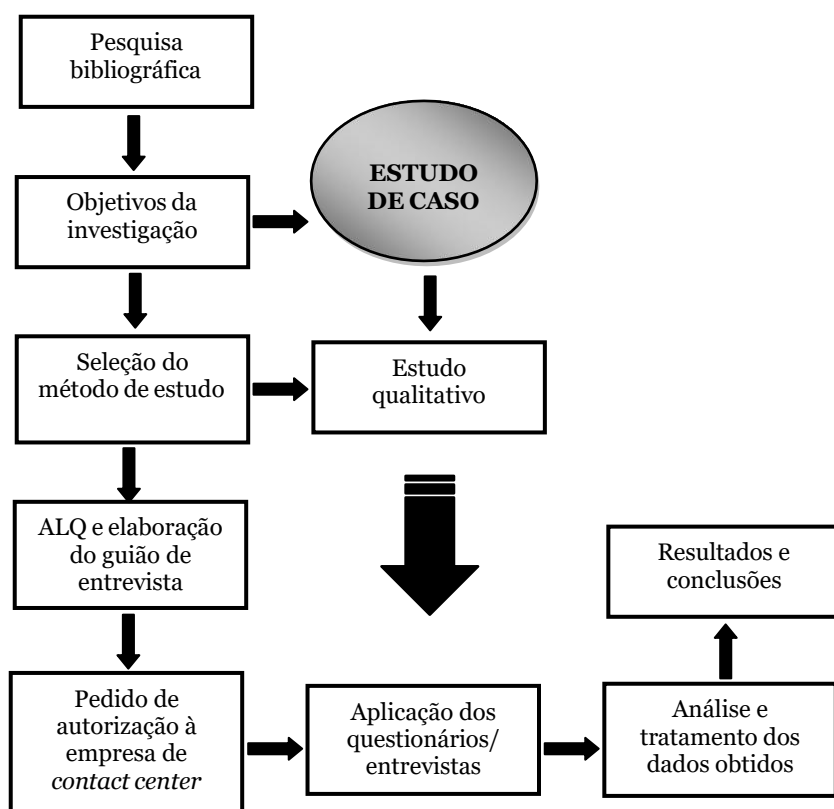 Pesquisa
bibliográfica
Objetivos da
investigação
ESTUDO
DE CASO
Seleção do
método de estudo
Estudo
qualitativo
ALQ e elaboração
do guião de
entrevista
Resultados e
conclusões
Pedido de
autorização à
empresa de
contact center
Aplicação dos
questionários/
entrevistas
Análise e
tratamento dos
dados obtidos